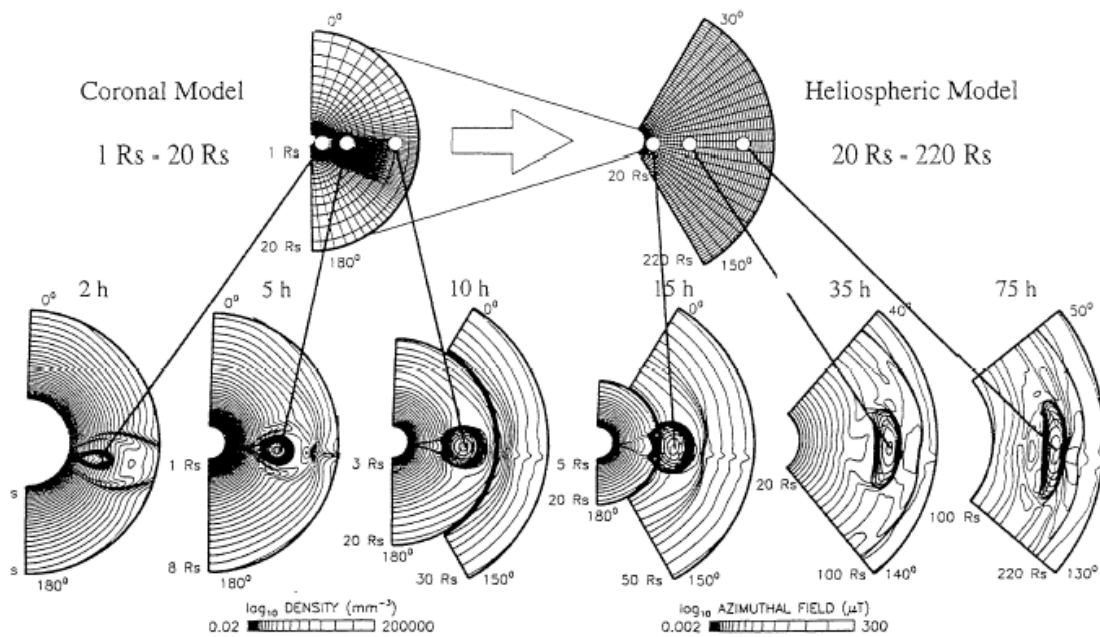 0° 30°
Coronal Model Heliospheric Model
1 Rs - 20 Rs 1 Rs 20 Rs 20 Rs - 220 Rs
20 Rs 180° 220 Rs 150°
2 h 5 h 10 h 15 h 35 h 75 h
0° 0° 0° 0° 40° 50°
1 Rs 3 Rs 5 Rs 20 Rs 100 Rs
s
s 8 Rs 20 Rs 20 Rs
180° 180° 180° 30 Rs 150° 180° 50 Rs 150° 100 Rs 140° 220 Rs 130°
log₁₀ DENSITY (mm⁻³) log₁₀ AZIMUTHAL FIELD (μT)
0.02 200000 0.002 300